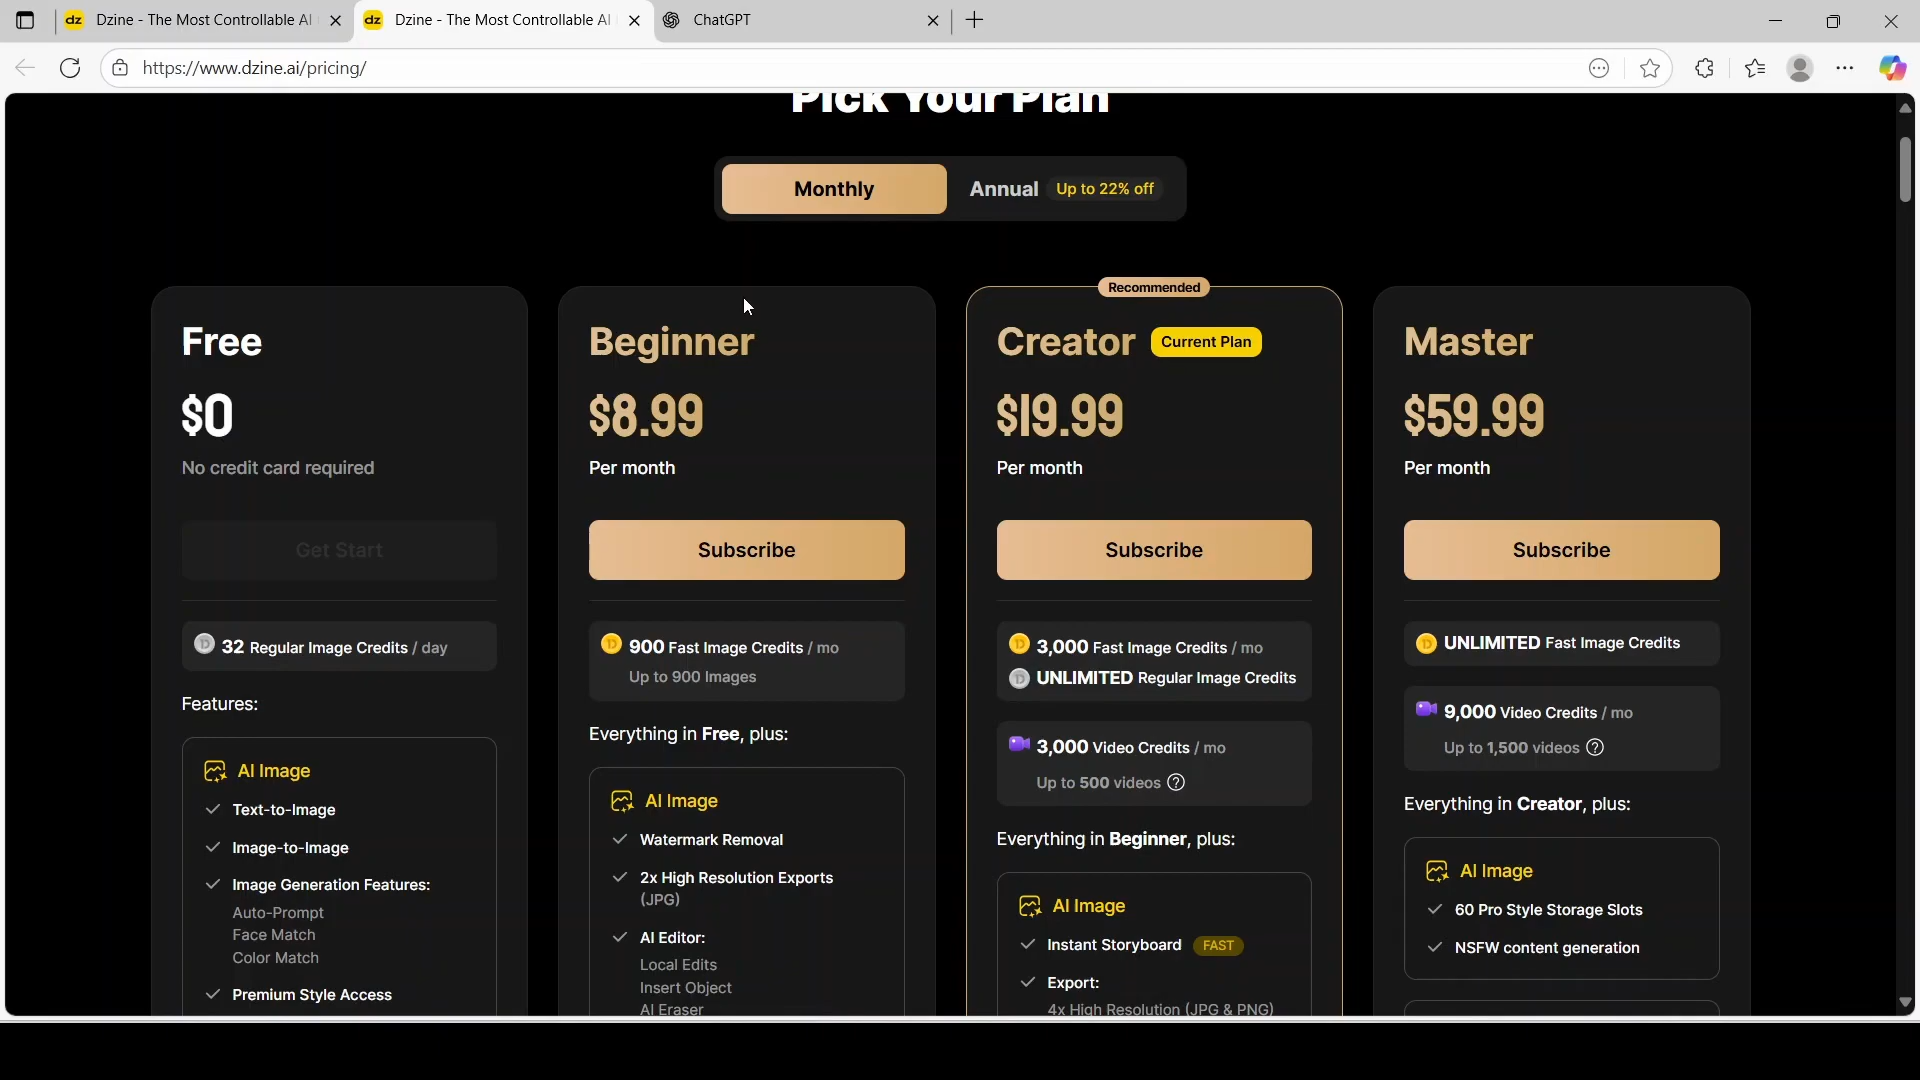 Dzine - The Most Controllable AI
Dzine - The Most Controllable AI
ChatGPT
https://www.dzine.ai/pricing/
Pick Your Plan
Monthly
Annual Up to 22% off
Free
$0
No credit card required
Get Start
32 Regular Image Credits / day
Features:
AI Image
Text-to-Image
Image-to-Image
Image Generation Features:
Auto-Prompt
Face Match
Color Match
Premium Style Access
Beginner
$8.99
Per month
Subscribe
900 Fast Image Credits / mo
Up to 900 Images
Everything in Free, plus:
AI Image
Watermark Removal
2x High Resolution Exports
(JPG)
AI Editor:
Local Edits
Insert Object
AI Eraser
Recommended
Creator Current Plan
$19.99
Per month
Subscribe
3,000 Fast Image Credits / mo
UNLIMITED Regular Image Credits
3,000 Video Credits / mo
Up to 500 videos
Everything in Beginner, plus:
AI Image
Instant Storyboard FAST
Export:
4x High Resolution (JPG & PNG)
Master
$59.99
Per month
Subscribe
UNLIMITED Fast Image Credits
9,000 Video Credits / mo
Up to 1,500 videos
Everything in Creator, plus:
AI Image
60 Pro Style Storage Slots
NSFW content generation